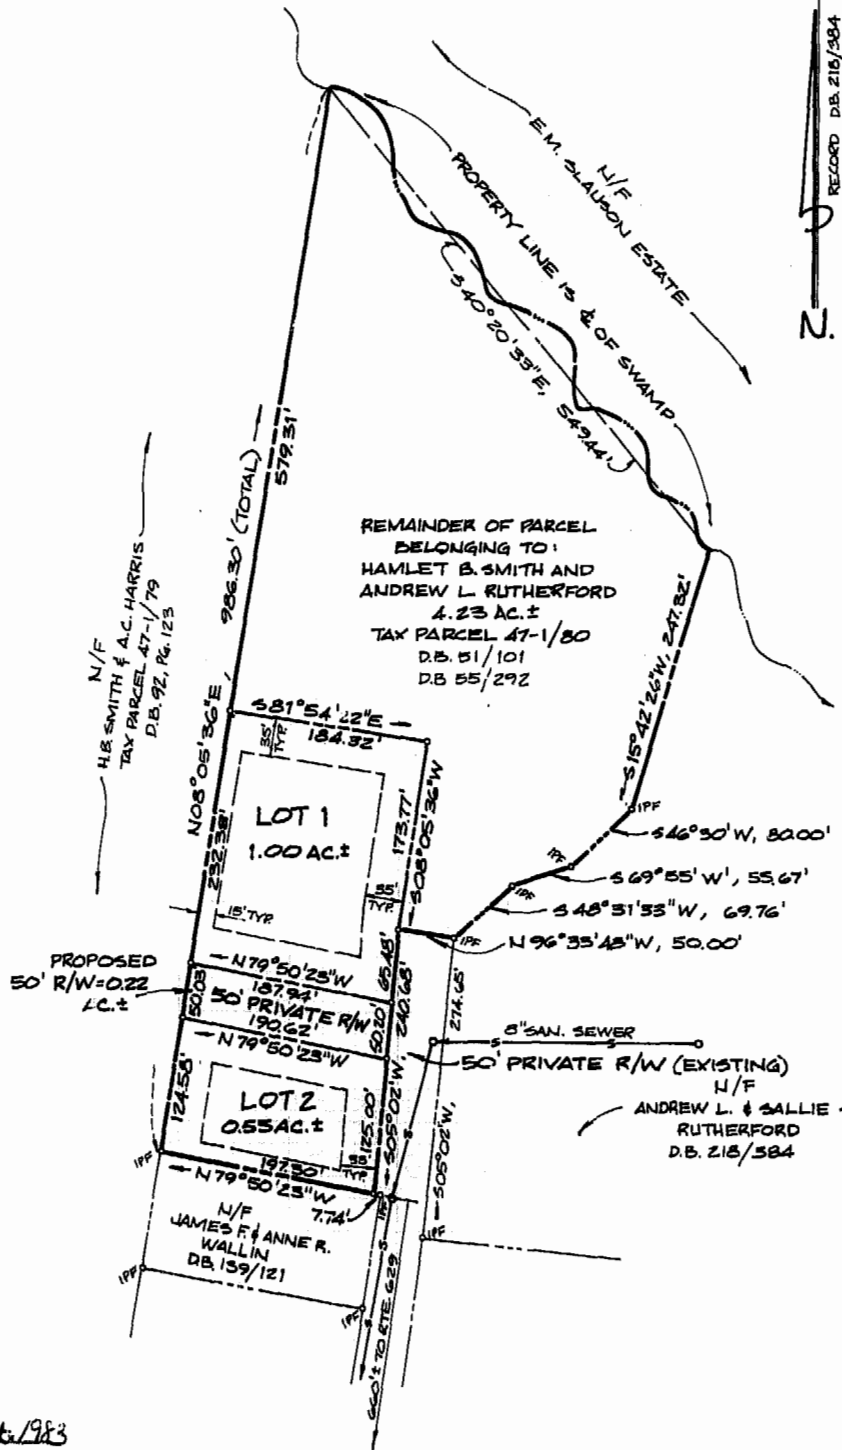 RECORD D.B. 218/384
N.
N/F
E.M. SLAUSON ESTATE
PROPERTY LINE IS ℄ OF SWAMP
S40°20'33"E, 549.44'
986.30' (TOTAL)
579.31'
N08°05'36"E,
N/F
H.B. SMITH & A.C. HARRIS
TAX PARCEL 47-1/79
D.B. 92, PG. 123
REMAINDER OF PARCEL
BELONGING TO:
HAMLET B. SMITH AND
ANDREW L. RUTHERFORD
4.23 AC.±
TAX PARCEL 47-1/80
D.B. 51/101
D.B 55/292
S15°42'26"W, 247.32'
S81°54'22"E
184.32'
35'
TYP.
LOT 1
1.00 AC.±
232.38'
15' TYP.
35'
TYP.
173.77'
S08°05'36"W
IPF
S46°30'W, 80.00'
IPF
S69°55'W', 55.67'
S48°31'33"W, 69.76'
IPF
N96°33'48"W, 50.00'
PROPOSED
50' R/W=0.22
AC.±
50.03'
N79°50'23"W
187.94'
50' PRIVATE R/W
190.62'
N79°50'23"W
65.48'
50.20'
240.68'
S05°02'W,
274.65'
S05°02'W,
8" SAN. SEWER
S
S
50' PRIVATE R/W (EXISTING)
N/F
ANDREW L. & SALLIE
RUTHERFORD
D.B. 218/384
124.58'
LOT 2
0.55 AC.±
125.00'
35'
TYP.
IPF
197.30'
N79°50'23"W
7.74'
IPF
N/F
JAMES F. & ANNE R.
WALLIN
D.B. 139/121
IPF
IPF
IPF
S
S
S
660'± TO RTE 629
1983